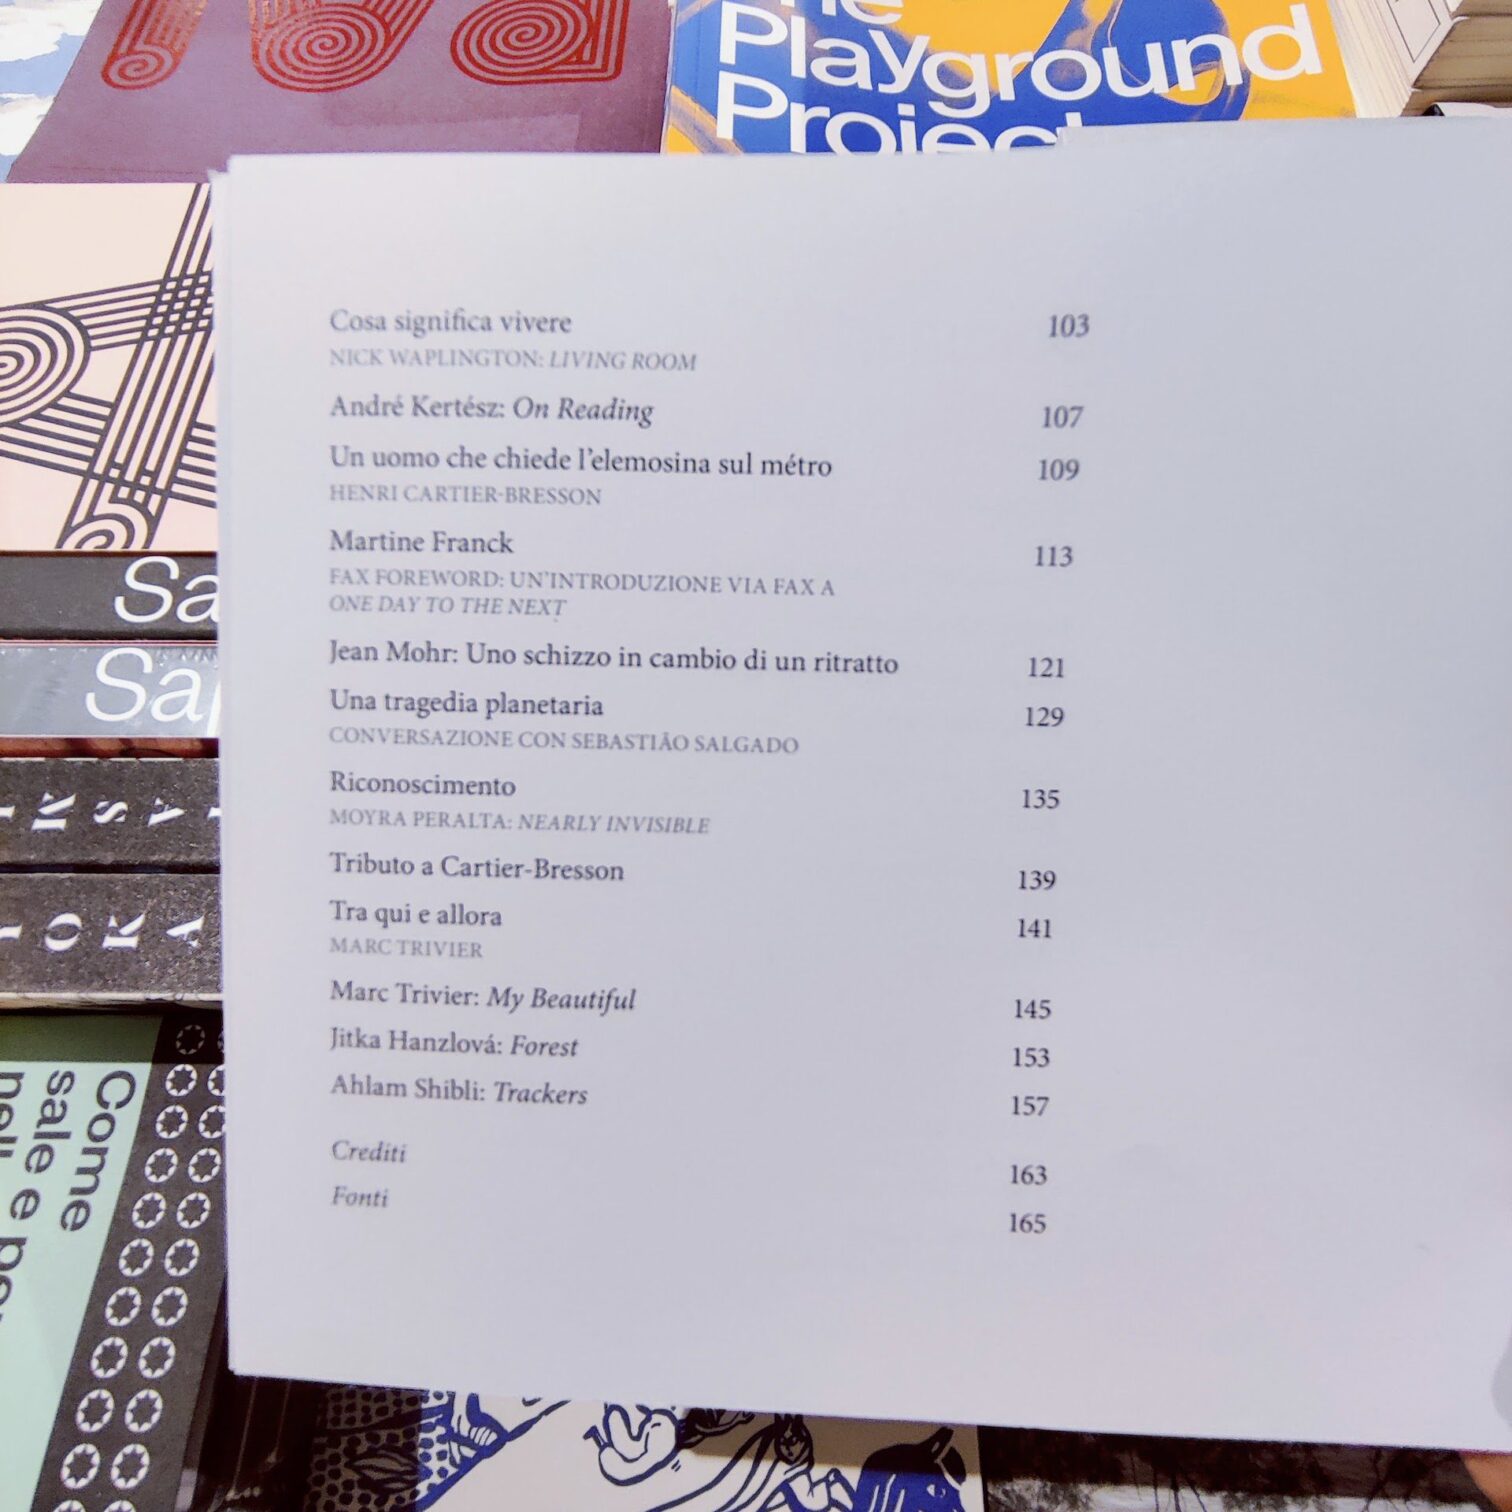 The
Playground
Project
Cosa significa vivere 103
NICK WAPLINGTON: LIVING ROOM
André Kertész: On Reading 107
Un uomo che chiede l'elemosina sul métro 109
HENRI CARTIER-BRESSON
Martine Franck 113
FAX FOREWORD: UN'INTRODUZIONE VIA FAX A
ONE DAY TO THE NEXT
Jean Mohr: Uno schizzo in cambio di un ritratto 121
Una tragedia planetaria 129
CONVERSAZIONE CON SEBASTIÃO SALGADO
Riconoscimento 135
MOYRA PERALTA: NEARLY INVISIBLE
Tributo a Cartier-Bresson 139
Tra qui e allora 141
MARC TRIVIER
Marc Trivier: My Beautiful 145
Jitka Hanzlová: Forest 153
Ahlam Shibli: Trackers 157
Crediti 163
Fonti 165
Sa
Sap
Come
sale e